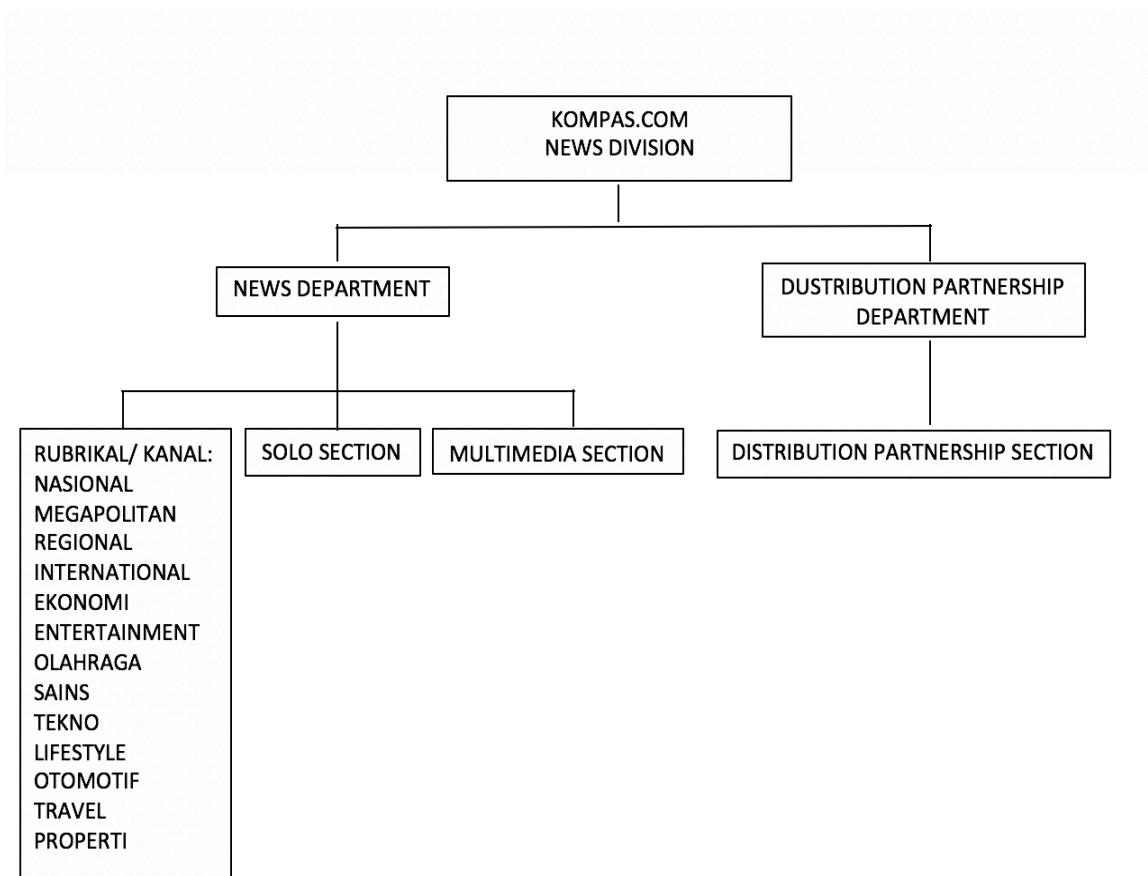 KOMPAS.COM
NEWS DIVISION
NEWS DEPARTMENT
DUSTRIBUTION PARTNERSHIP
DEPARTMENT
RUBRIKAL/ KANAL:
NASIONAL
MEGAPOLITAN
REGIONAL
INTERNATIONAL
EKONOMI
ENTERTAINMENT
OLAHRAGA
SAINS
TEKNO
LIFESTYLE
OTOMOTIF
TRAVEL
PROPERTI
SOLO SECTION
MULTIMEDIA SECTION
DISTRIBUTION PARTNERSHIP SECTION